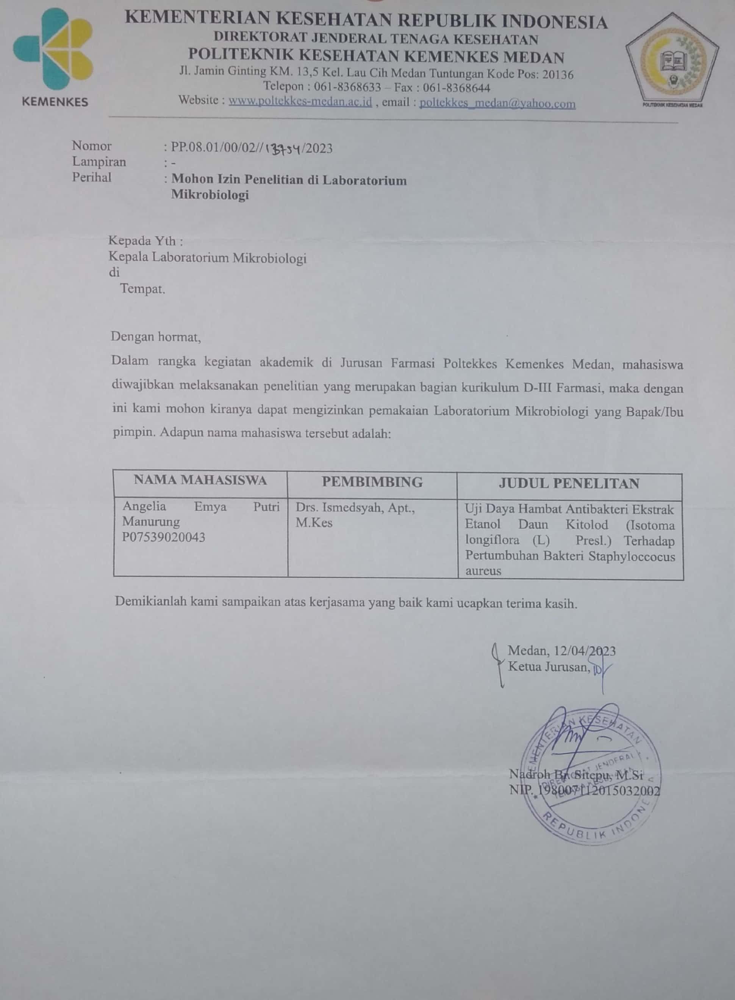 KEMENTERIAN KESEHATAN REPUBLIK INDONESIA
DIREKTORAT JENDERAL TENAGA KESEHATAN
POLITEKNIK KESEHATAN KEMENKES MEDAN
Jl. Jamin Ginting KM. 13,5 Kel. Lau Cih Medan Tuntungan Kode Pos: 20136
Telepon : 061-8368633 – Fax : 061-8368644
Website : www.poltekkes-medan.ac.id , email : poltekkes_medan@yahoo.com
KEMENKES
POLITEKNIK KESEHATAN MEDAN
Nomor : PP.08.01/00/02//13754/2023
Lampiran : -
Perihal : Mohon Izin Penelitian di Laboratorium
Mikrobiologi
Kepada Yth :
Kepala Laboratorium Mikrobiologi
di
Tempat.
Dengan hormat,
Dalam rangka kegiatan akademik di Jurusan Farmasi Poltekkes Kemenkes Medan, mahasiswa
diwajibkan melaksanakan penelitian yang merupakan bagian kurikulum D-III Farmasi, maka dengan
ini kami mohon kiranya dapat mengizinkan pemakaian Laboratorium Mikrobiologi yang Bapak/Ibu
pimpin. Adapun nama mahasiswa tersebut adalah:
NAMA MAHASISWA PEMBIMBING JUDUL PENELITAN
Angelia Emya Putri
Manurung
P07539020043
Drs. Ismedsyah, Apt.,
M.Kes
Uji Daya Hambat Antibakteri Ekstrak
Etanol Daun Kitolod (Isotoma
longiflora (L) Presl.) Terhadap
Pertumbuhan Bakteri Staphyloccocus
aureus
Demikianlah kami sampaikan atas kerjasama yang baik kami ucapkan terima kasih.
Medan, 12/04/2023
Ketua Jurusan,
Nadroh Br. Sitepu, M.Si
NIP. 198007112015032002
KESEHATAN
JENDERAL
REPUBLIK